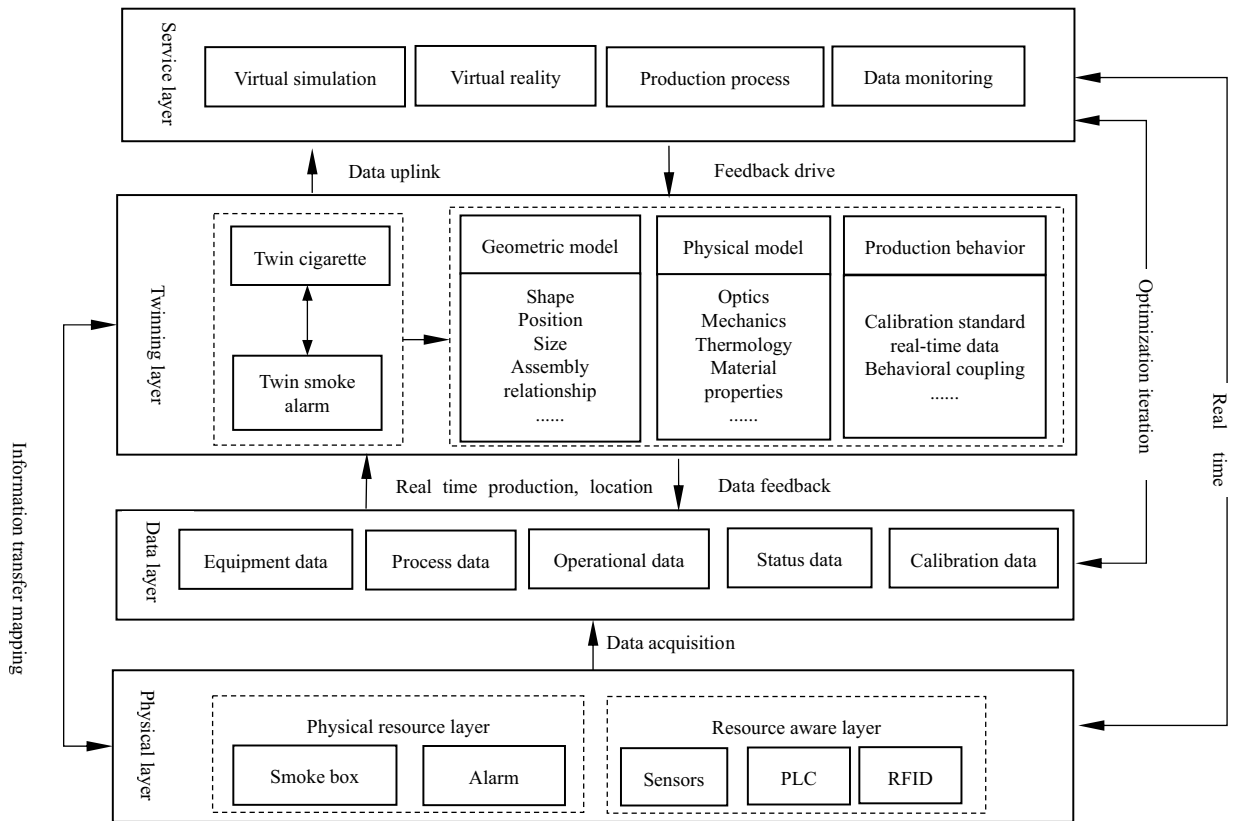 Service layer
Virtual simulation
Virtual reality
Production process
Data monitoring
Data uplink
Feedback drive
Twinning layer
Twin cigarette
Twin smoke
alarm
Geometric model
Shape
Position
Size
Assembly
relationship
......
Physical model
Optics
Mechanics
Thermology
Material
properties
......
Production behavior
Calibration standard
real-time data
Behavioral coupling
......
Real time production, location
Data feedback
Data layer
Equipment data
Process data
Operational data
Status data
Calibration data
Data acquisition
Physical layer
Physical resource layer
Smoke box
Alarm
Resource aware layer
Sensors
PLC
RFID
Information transfer mapping
Optimization iteration
Real time